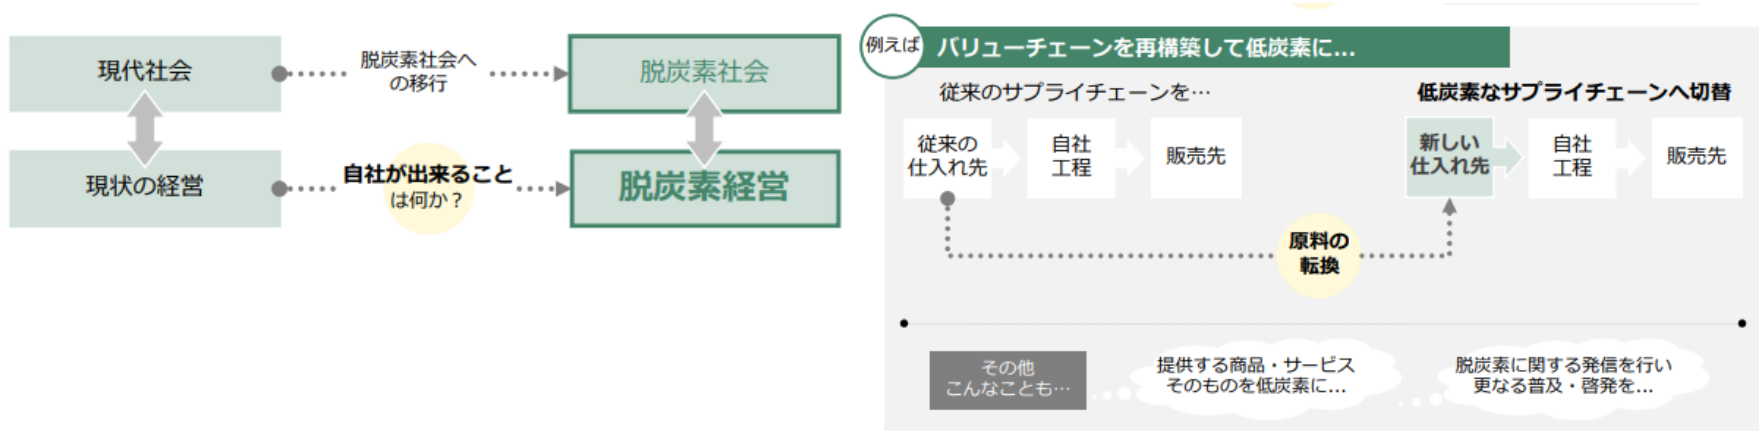 現代社会
脱炭素社会へ
の移行
脱炭素社会
現状の経営
自社が出来ること
は何か？
脱炭素経営
例えば
バリューチェーンを再構築して低炭素に…
従来のサプライチェーンを…
低炭素なサプライチェーンへ切替
従来の
仕入れ先
自社
工程
販売先
新しい
仕入れ先
自社
工程
販売先
原料の
転換
その他
こんなことも…
提供する商品・サービス
そのものを低炭素に…
脱炭素に関する発信を行い
更なる普及・啓発を…